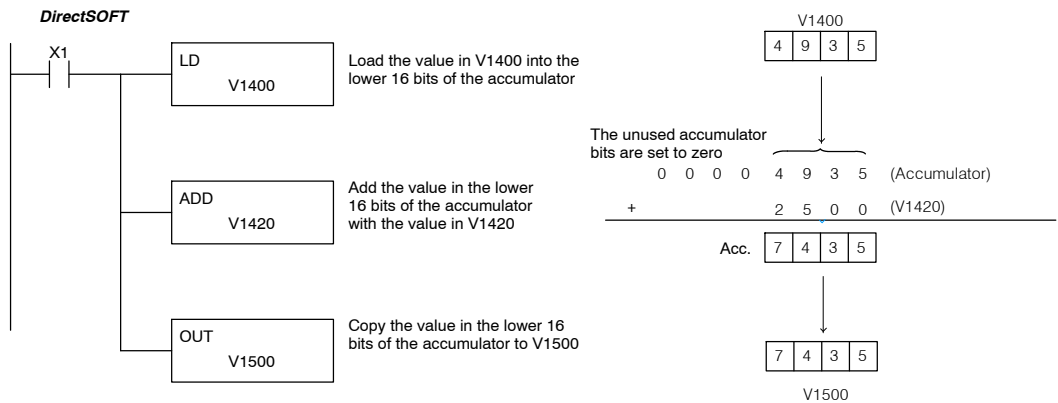 DirectSOFT
X1
LD
V1400
Load the value in V1400 into the
lower 16 bits of the accumulator
ADD
V1420
Add the value in the lower
16 bits of the accumulator
with the value in V1420
OUT
V1500
Copy the value in the lower 16
bits of the accumulator to V1500
V1400
4 9 3 5
The unused accumulator
bits are set to zero
0 0 0 0 4 9 3 5 (Accumulator)
+ 2 5 0 0 (V1420)
Acc. 7 4 3 5
7 4 3 5
V1500